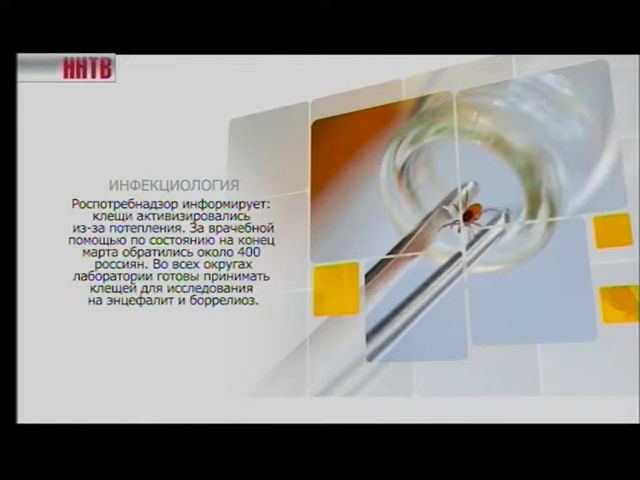 ННТВ
ИНФЕКЦИОЛОГИЯ
Роспотребнадзор информирует:
клещи активизировались
из-за потепления. За врачебной
помощью по состоянию на конец
марта обратились около 400
россиян. Во всех округах
лаборатории готовы принимать
клещей для исследования
на энцефалит и боррелиоз.